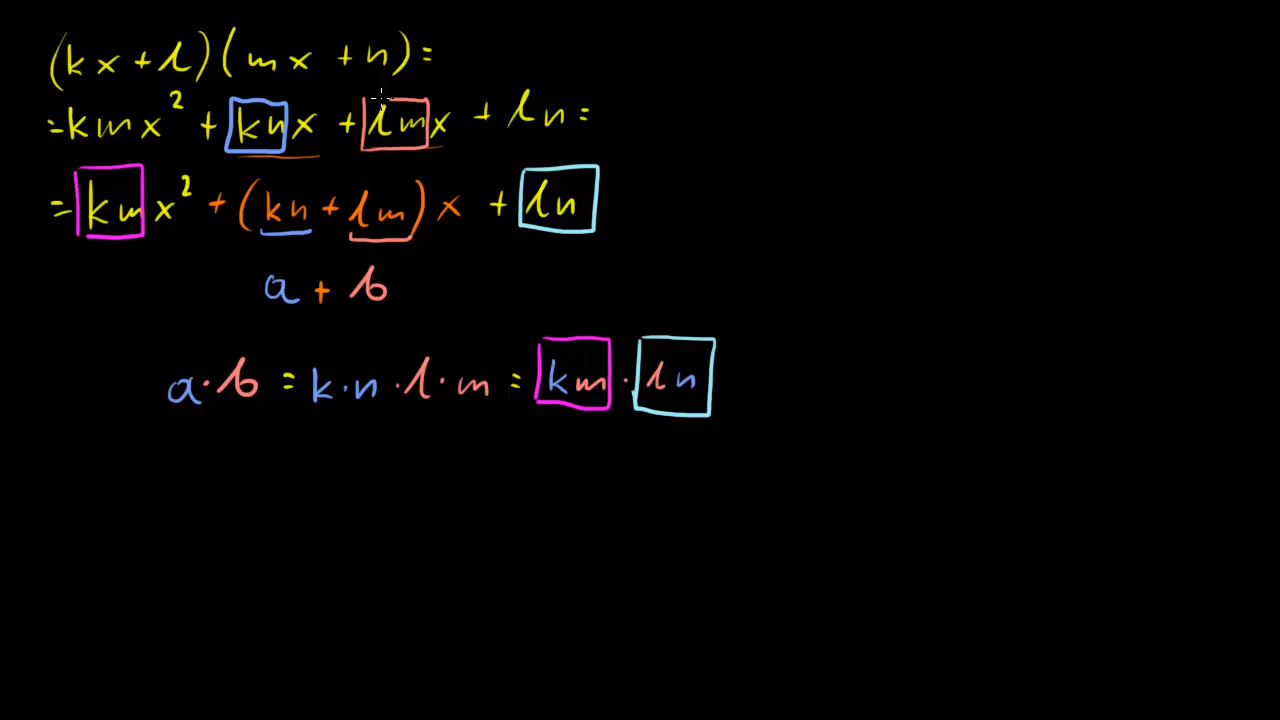 (kx + l)(mx + n) =
= kmx² + knx + lmx + ln =
= kmx² + (kn + lm)x + ln
a + b
a · b = k · n · l · m = km · ln